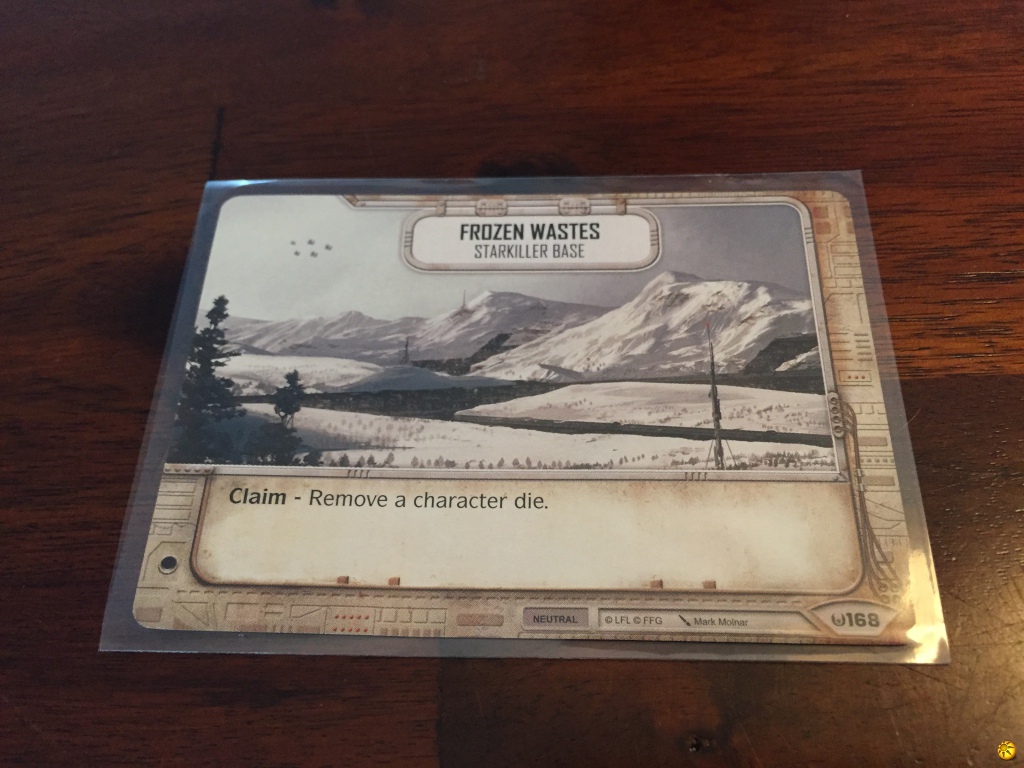 FROZEN WASTES
STARKILLER BASE
Claim - Remove a character die.
NEUTRAL
© LFL © FFG Mark Molnar
168